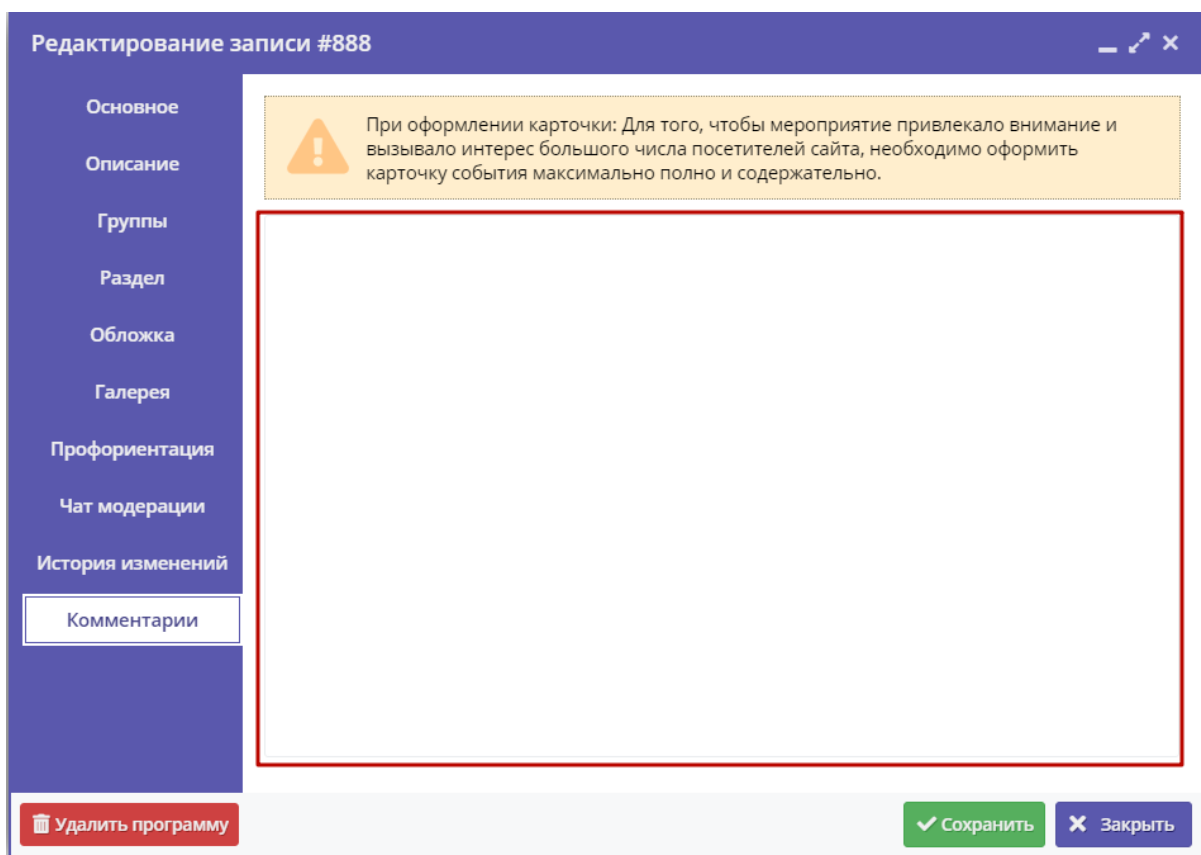 Редактирование записи #888
Основное
Описание
Группы
Раздел
Обложка
Галерея
Профориентация
Чат модерации
История изменений
Комментарии
При оформлении карточки: Для того, чтобы мероприятие привлекало внимание и
вызывало интерес большого числа посетителей сайта, необходимо оформить
карточку события максимально полно и содержательно.
Удалить программу
Сохранить
Закрыть